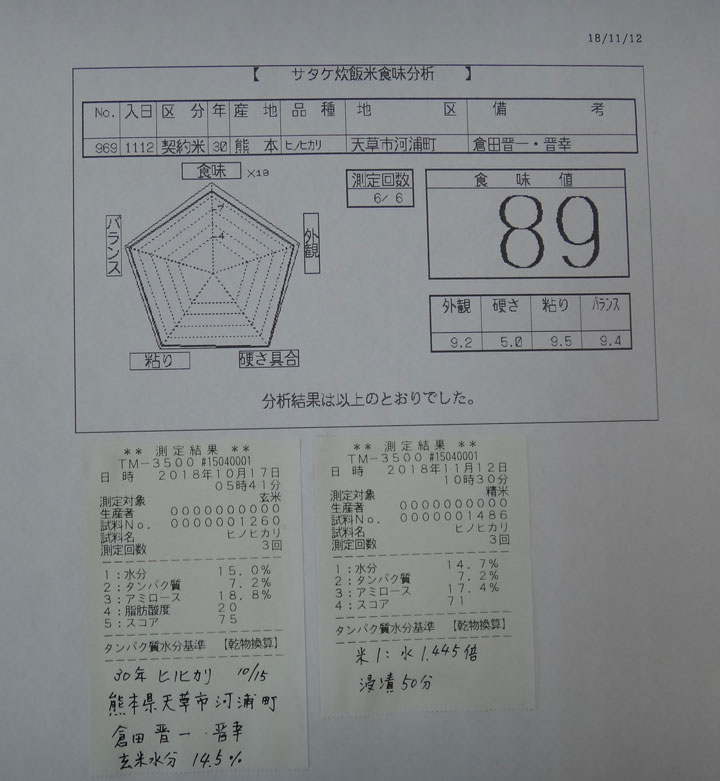 18/11/12
【 サタケ炊飯米食味分析 】
No. 入日 区分 年 産地 品種 地区 備考
969 1112 契約米 30 熊本 ヒノヒカリ 天草市河浦町 倉田晋一・晋幸
食味 ×10
7
4
バランス
外観
粘り
硬さ具合
測定回数
6/ 6
食味値
89
外観 硬さ 粘り バランス
9.2 5.0 9.5 9.4
分析結果は以上のとおりでした。
** 測定結果 **
TM-3500 #15040001
日 時 2018年10月17日
05時41分
測定対象 玄米
生産者 0000000000
試料No. 0000001260
試料名 ヒノヒカリ
測定回数 3回
1:水分 15.0%
2:タンパク質 7.2%
3:アミロース 18.8%
4:脂肪酸度 20
5:スコア 75
タンパク質水分基準 【乾物換算】
30年 ヒノヒカリ 10/15
熊本県天草市河浦町
倉田 晋一・晋幸
玄米水分 14.5%
** 測定結果 **
TM-3500 #15040001
日 時 2018年11月12日
10時30分
測定対象 精米
生産者 0000000000
試料No. 0000001486
試料名 ヒノヒカリ
測定回数 3回
1:水分 14.7%
2:タンパク質 7.2%
3:アミロース 17.4%
4:スコア 71
タンパク質水分基準 【乾物換算】
米1:水1.445倍
浸漬50分